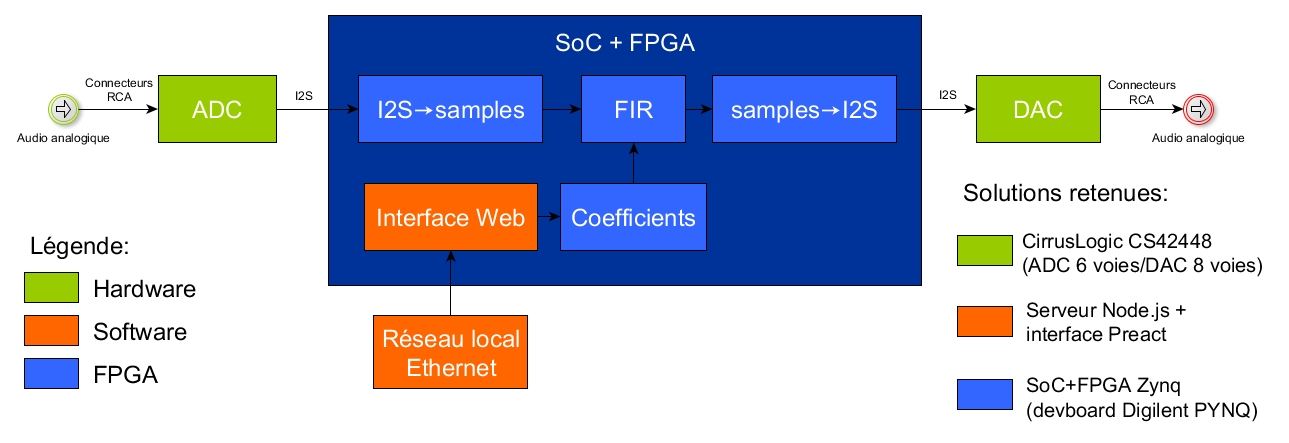 SoC + FPGA
Connecteurs
RCA
Audio analogique
ADC
I2S
I2S→samples
FIR
samples→I2S
I2S
DAC
Connecteurs
RCA
Audio analogique
Interface Web
Coefficients
Réseau local
Ethernet
Légende:
Hardware
Software
FPGA
Solutions retenues:
CirrusLogic CS42448
(ADC 6 voies/DAC 8 voies)
Serveur Node.js +
interface Preact
SoC+FPGA Zynq
(devboard Digilent PYNQ)